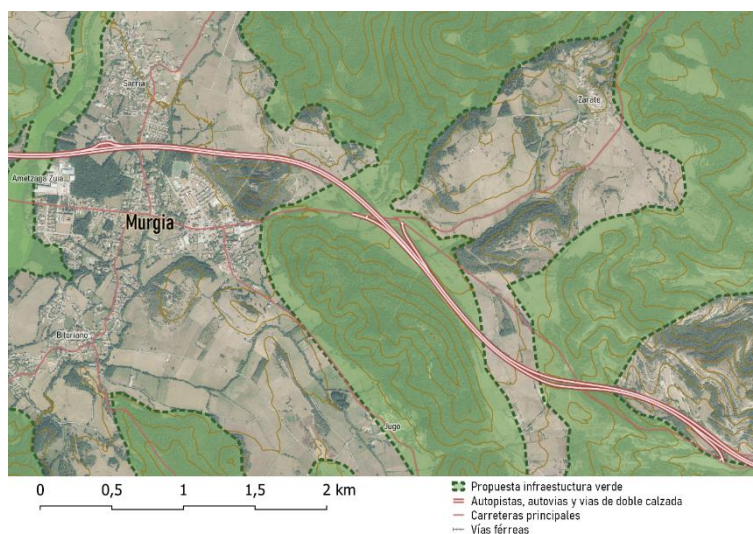 Sarria
Zarate
Ametzaga Zuia
Murgia
Bitoriano
Jugo
0 0,5 1 1,5 2 km
Propuesta infraestuctura verde
Autopistas, autovias y vias de doble calzada
Carreteras principales
Vías férreas